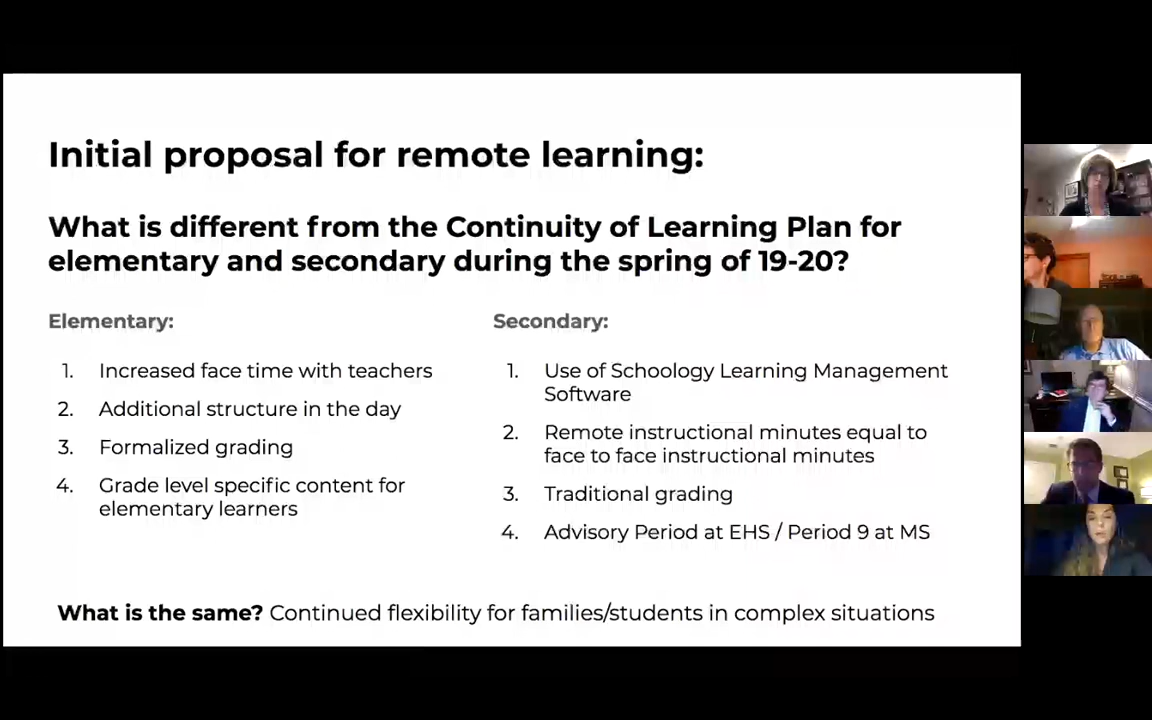 Initial proposal for remote learning:
What is different from the Continuity of Learning Plan for
elementary and secondary during the spring of 19-20?
Elementary:
1. Increased face time with teachers
2. Additional structure in the day
3. Formalized grading
4. Grade level specific content for
elementary learners
Secondary:
1. Use of Schoology Learning Management
Software
2. Remote instructional minutes equal to
face to face instructional minutes
3. Traditional grading
4. Advisory Period at EHS / Period 9 at MS
What is the same? Continued flexibility for families/students in complex situations